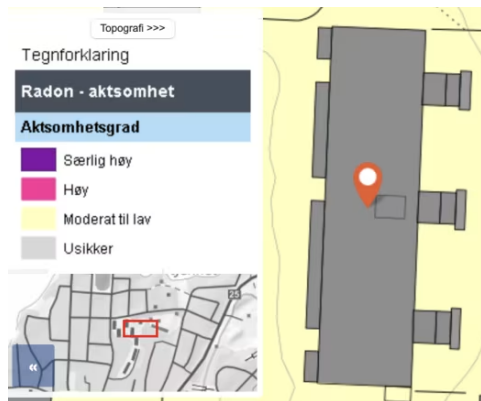 Topografi >>>
Tegnforklaring
Radon - aktsomhet
Aktsomhetsgrad
Særlig høy
Høy
Moderat til lav
Usikker
25
«